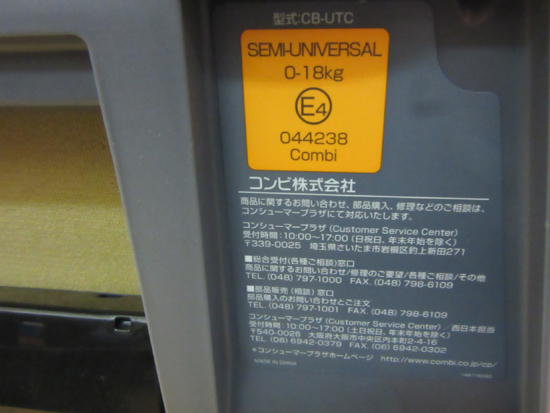 型式:CB-UTC
SEMI-UNIVERSAL
0-18kg
E4
044238
Combi
コンビ株式会社
商品に関するお問い合わせ、部品購入、修理などのご相談は、
コンシューマープラザにて対応いたします。
コンシューマープラザ (Customer Service Center)
受付時間:10:00~17:00 (日祝日、年末年始を除く)
〒339-0025 埼玉県さいたま市岩槻区釣上新田271
■総合受付(各種ご相談)窓口
商品に関するお問い合わせ/修理のご要望/各種ご相談/その他
TEL. (048) 797-1000 FAX. (048) 798-6109
■部品販売(相談)窓口
部品購入のお問い合わせとご注文
TEL. (048) 797-1001 FAX. (048) 798-6109
コンシューマープラザ (Customer Service Center) /西日本担当
受付時間:10:00~17:00 (土日祝日、年末年始を除く)
〒540-0026 大阪府大阪市中央区内本町2-4-16
TEL. (06) 6942-0379 FAX. (06) 6942-0302
*コンシューマープラザホームページ http://www.combi.co.jp/cp/
MADE IN CHINA